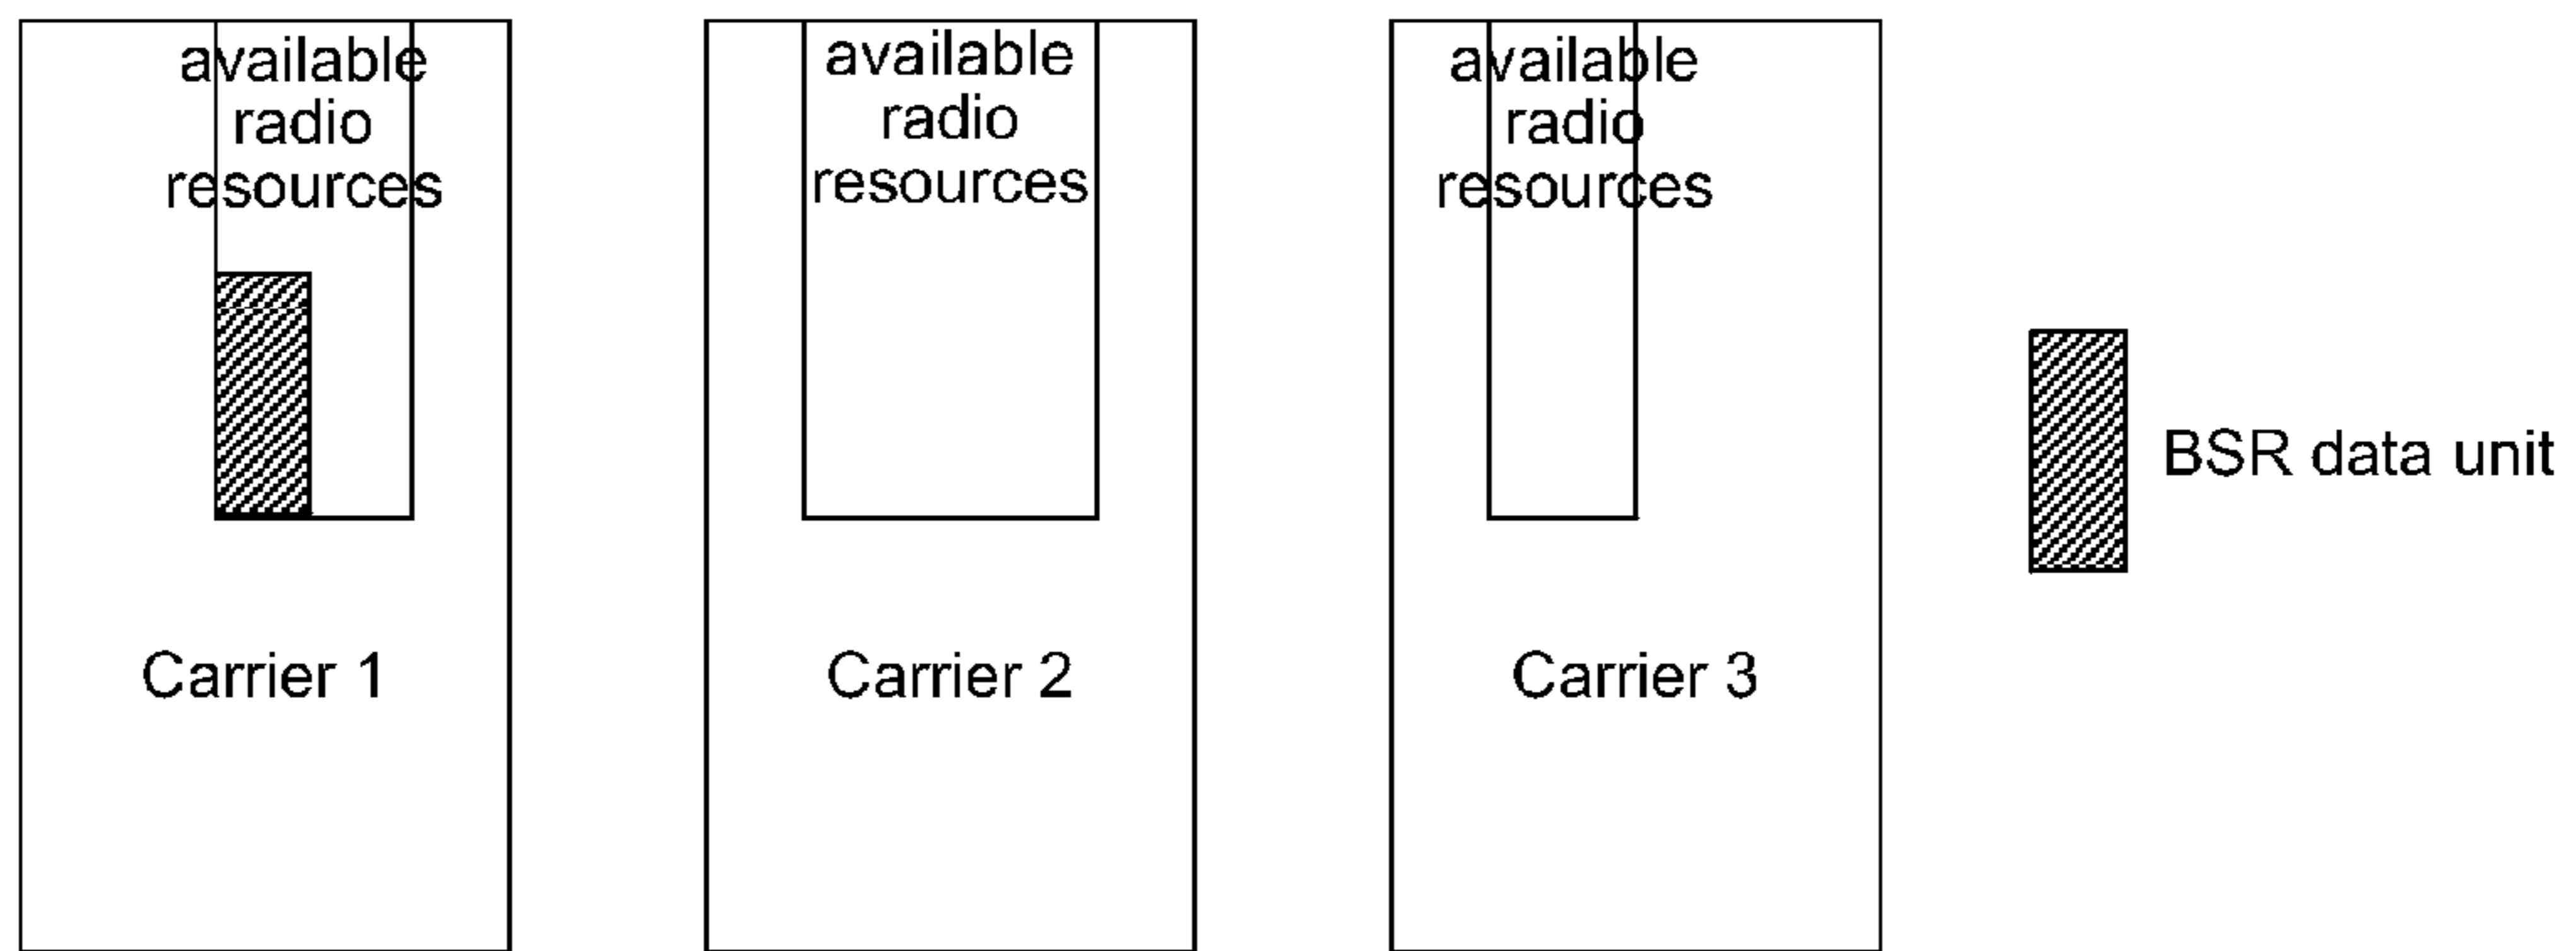 available
radio
resources
available
radio
resources
available
radio
resources
BSR data unit
Carrier 1
Carrier 2
Carrier 3